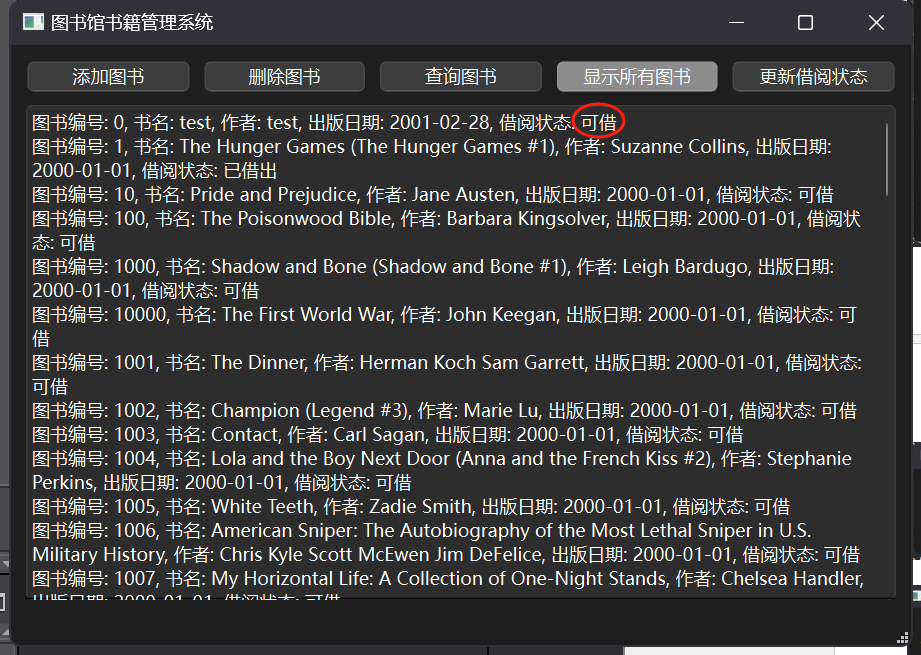 图书馆书籍管理系统
添加图书 删除图书 查询图书 显示所有图书 更新借阅状态
图书编号: 0, 书名: test, 作者: test, 出版日期: 2001-02-28, 借阅状态: 可借
图书编号: 1, 书名: The Hunger Games (The Hunger Games #1), 作者: Suzanne Collins, 出版日期:
2000-01-01, 借阅状态: 已借出
图书编号: 10, 书名: Pride and Prejudice, 作者: Jane Austen, 出版日期: 2000-01-01, 借阅状态: 可借
图书编号: 100, 书名: The Poisonwood Bible, 作者: Barbara Kingsolver, 出版日期: 2000-01-01, 借阅状
态: 可借
图书编号: 1000, 书名: Shadow and Bone (Shadow and Bone #1), 作者: Leigh Bardugo, 出版日期:
2000-01-01, 借阅状态: 可借
图书编号: 10000, 书名: The First World War, 作者: John Keegan, 出版日期: 2000-01-01, 借阅状态: 可
借
图书编号: 1001, 书名: The Dinner, 作者: Herman Koch Sam Garrett, 出版日期: 2000-01-01, 借阅状态:
可借
图书编号: 1002, 书名: Champion (Legend #3), 作者: Marie Lu, 出版日期: 2000-01-01, 借阅状态: 可借
图书编号: 1003, 书名: Contact, 作者: Carl Sagan, 出版日期: 2000-01-01, 借阅状态: 可借
图书编号: 1004, 书名: Lola and the Boy Next Door (Anna and the French Kiss #2), 作者: Stephanie
Perkins, 出版日期: 2000-01-01, 借阅状态: 可借
图书编号: 1005, 书名: White Teeth, 作者: Zadie Smith, 出版日期: 2000-01-01, 借阅状态: 可借
图书编号: 1006, 书名: American Sniper: The Autobiography of the Most Lethal Sniper in U.S.
Military History, 作者: Chris Kyle Scott McEwen Jim DeFelice, 出版日期: 2000-01-01, 借阅状态: 可借
图书编号: 1007, 书名: My Horizontal Life: A Collection of One-Night Stands, 作者: Chelsea Handler,
出版日期: 2000-01-01, 借阅状态: 可借